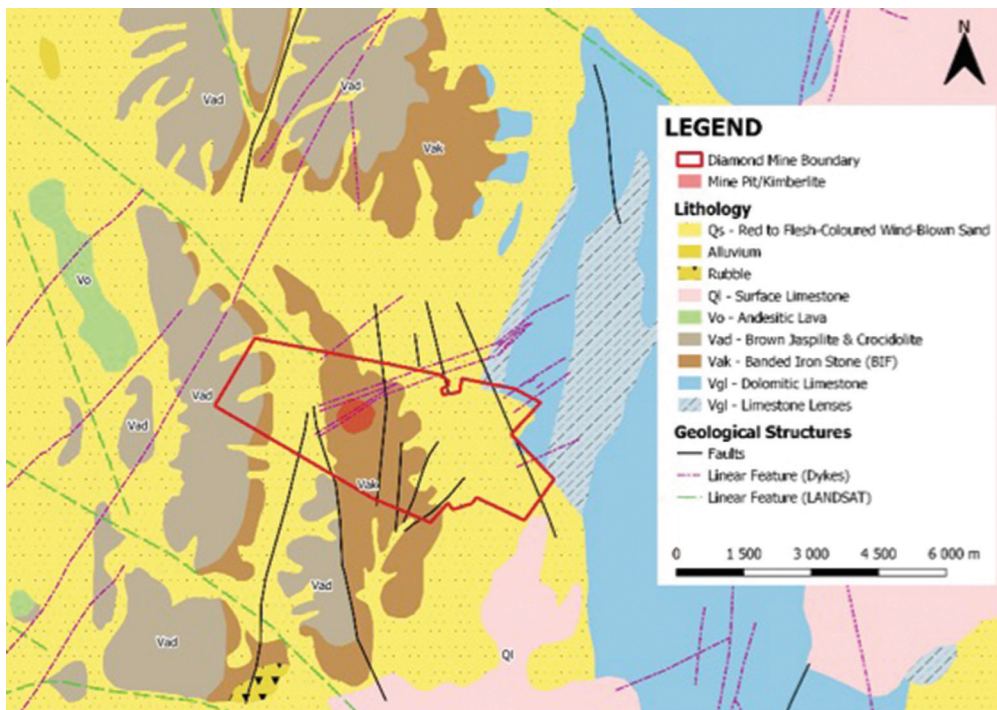 N
Vad
Vad
Vak
Vo
Vad
Vad
Vak
Vad
Vad
Ql
LEGEND
Diamond Mine Boundary
Mine Pit/Kimberlite
Lithology
Qs - Red to Flesh-Coloured Wind-Blown Sand
Alluvium
Rubble
Ql - Surface Limestone
Vo - Andesitic Lava
Vad - Brown Jaspilite & Crocidolite
Vak - Banded Iron Stone (BIF)
Vgl - Dolomitic Limestone
Vgl - Limestone Lenses
Geological Structures
Faults
Linear Feature (Dykes)
Linear Feature (LANDSAT)
0 1 500 3 000 4 500 6 000 m